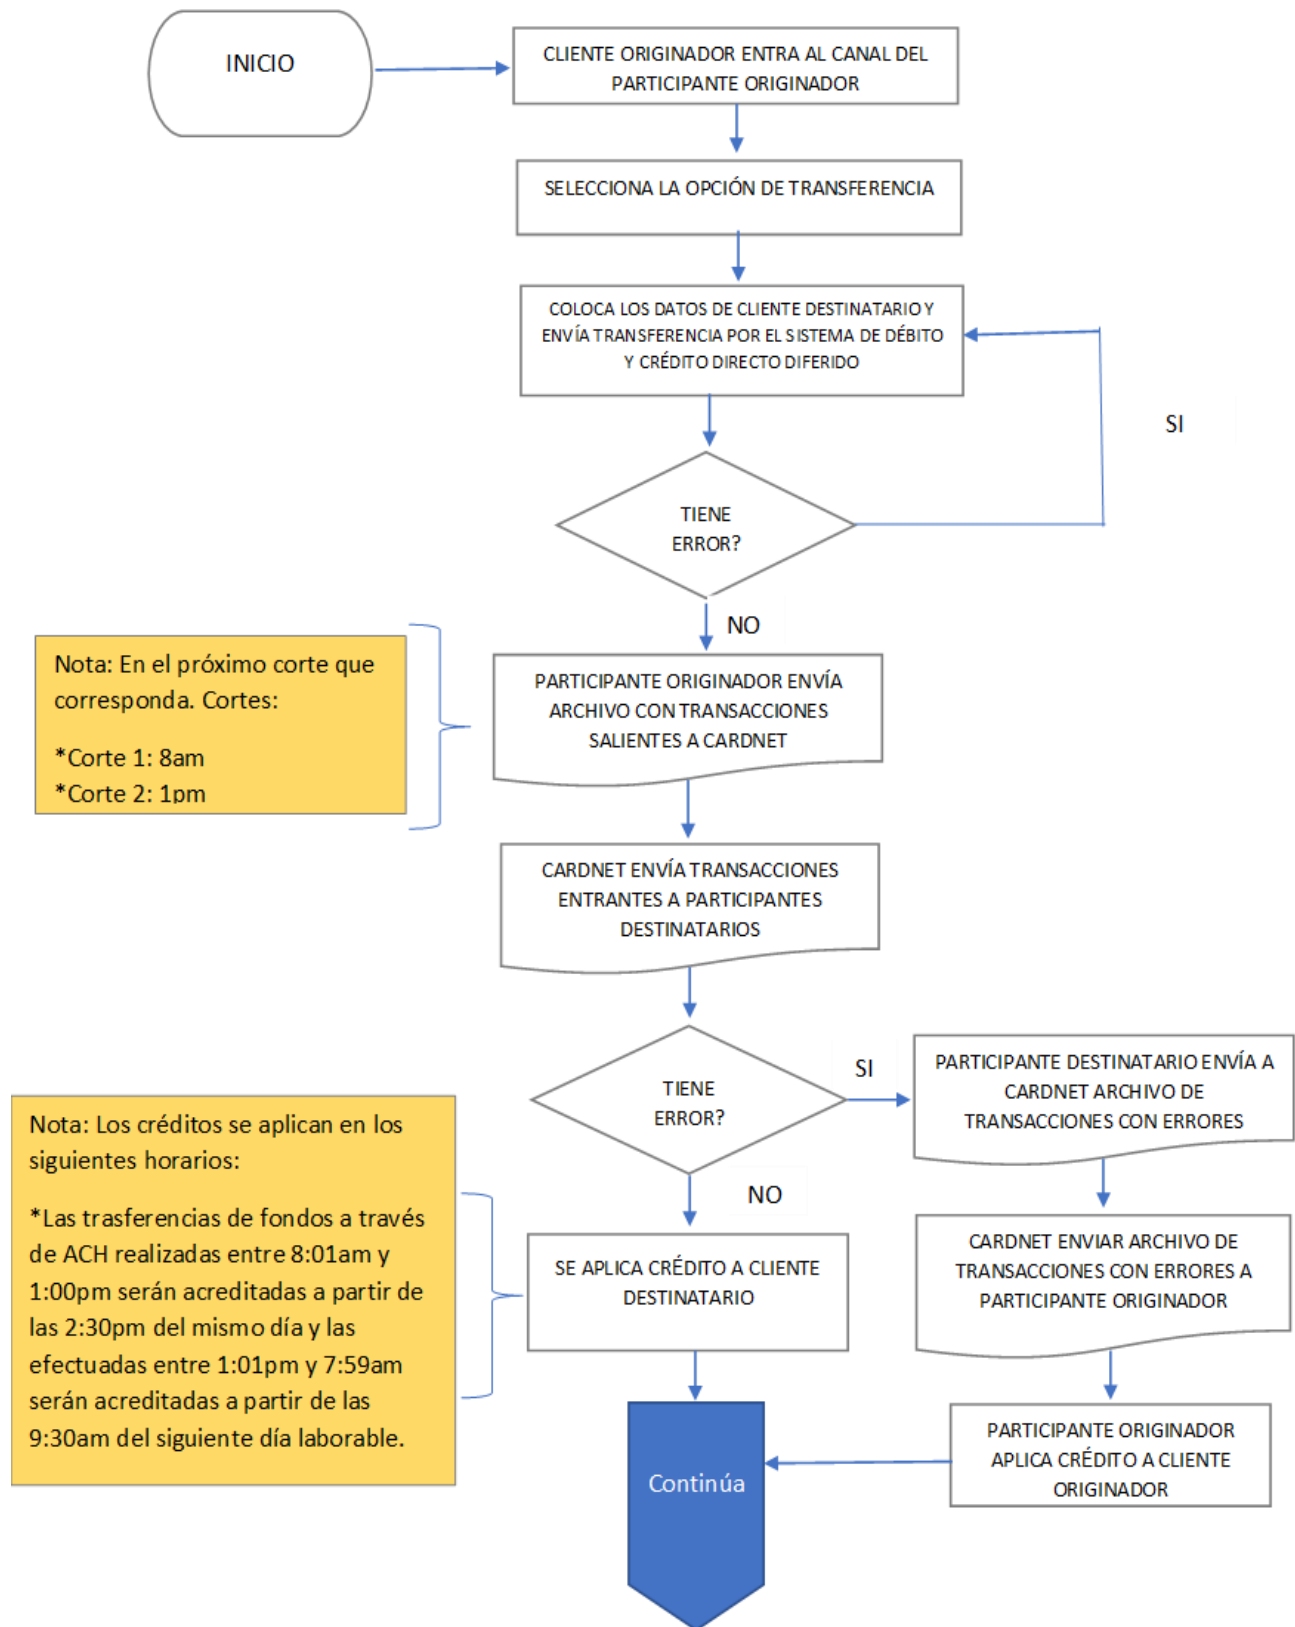 INICIO
CLIENTE ORIGINADOR ENTRA AL CANAL DEL
PARTICIPANTE ORIGINADOR
SELECCIONA LA OPCIÓN DE TRANSFERENCIA
COLOCA LOS DATOS DE CLIENTE DESTINATARIO Y
ENVÍA TRANSFERENCIA POR EL SISTEMA DE DÉBITO
Y CRÉDITO DIRECTO DIFERIDO
SI
TIENE
ERROR?
NO
Nota: En el próximo corte que
corresponda. Cortes:
*Corte 1: 8am
*Corte 2: 1pm
PARTICIPANTE ORIGINADOR ENVÍA
ARCHIVO CON TRANSACCIONES
SALIENTES A CARDNET
CARDNET ENVÍA TRANSACCIONES
ENTRANTES A PARTICIPANTES
DESTINATARIOS
TIENE
ERROR?
SI
PARTICIPANTE DESTINATARIO ENVÍA A
CARDNET ARCHIVO DE
TRANSACCIONES CON ERRORES
NO
Nota: Los créditos se aplican en los
siguientes horarios:
*Las trasferencias de fondos a través
de ACH realizadas entre 8:01am y
1:00pm serán acreditadas a partir de
las 2:30pm del mismo día y las
efectuadas entre 1:01pm y 7:59am
serán acreditadas a partir de las
9:30am del siguiente día laborable.
SE APLICA CRÉDITO A CLIENTE
DESTINATARIO
CARDNET ENVIAR ARCHIVO DE
TRANSACCIONES CON ERRORES A
PARTICIPANTE ORIGINADOR
PARTICIPANTE ORIGINADOR
APLICA CRÉDITO A CLIENTE
ORIGINADOR
Continúa